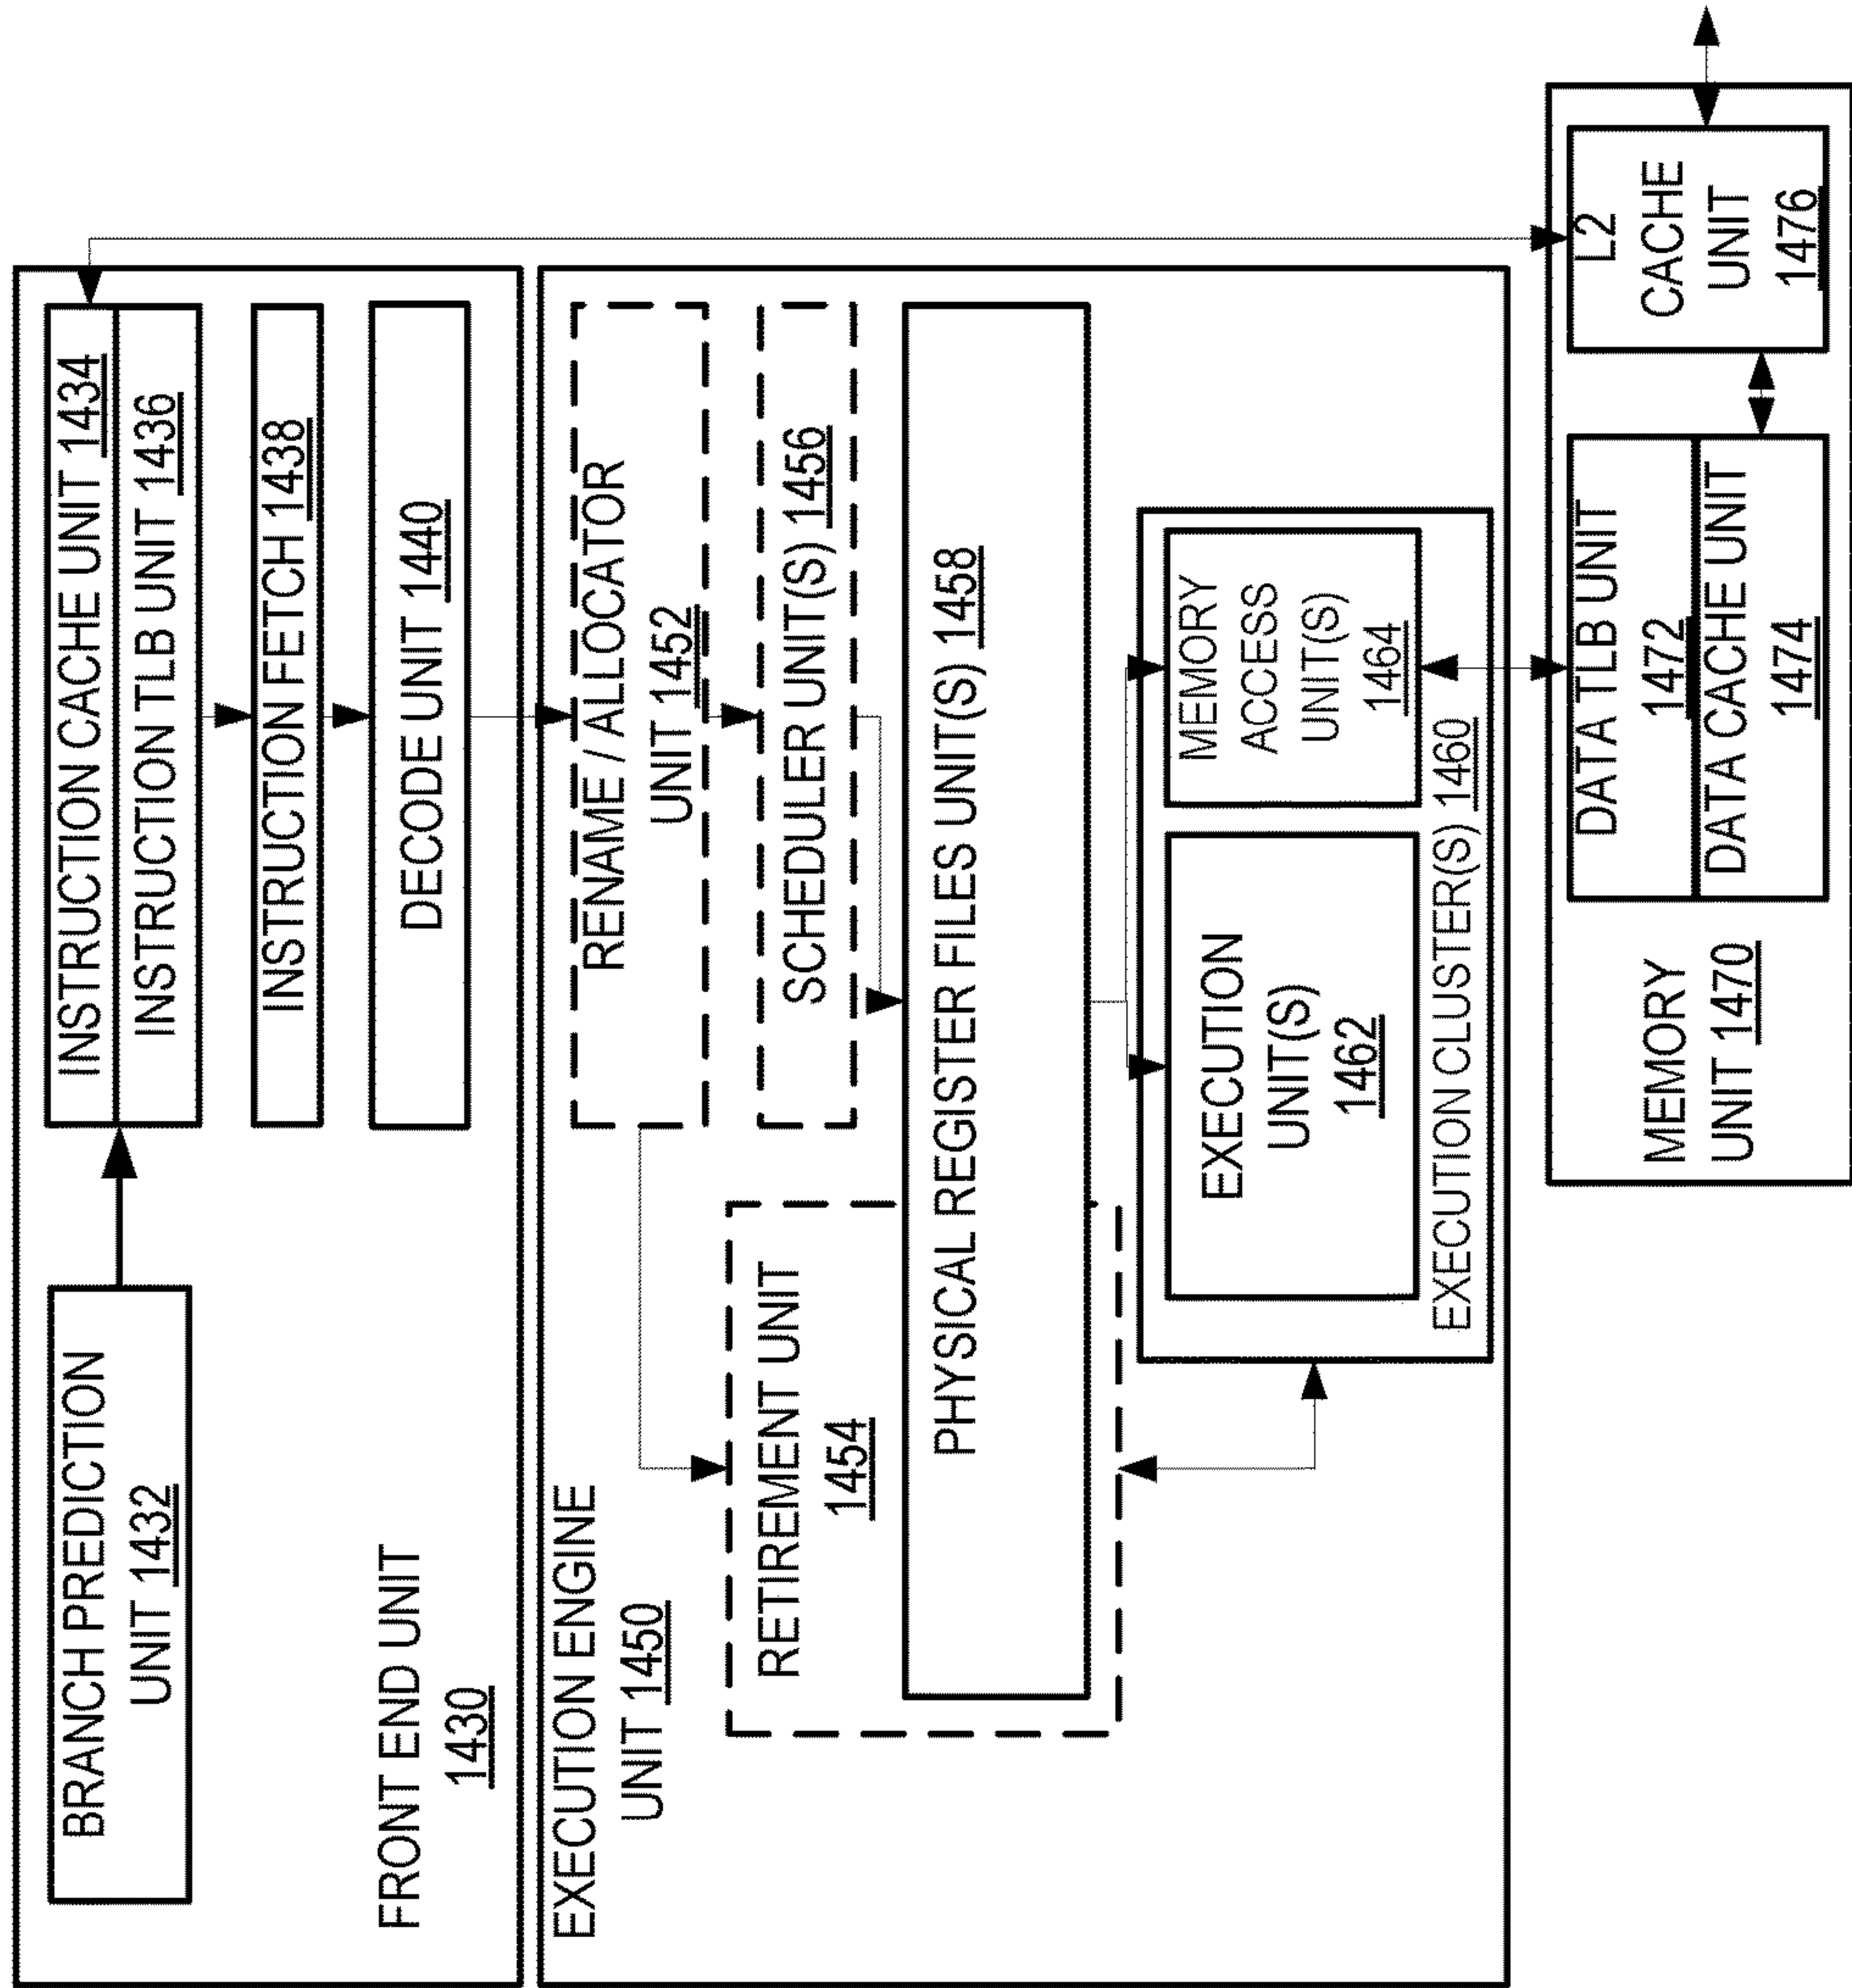 BRANCH PREDICTION
UNIT 1432
INSTRUCTION CACHE UNIT 1434
INSTRUCTION TLB UNIT 1436
INSTRUCTION FETCH 1438
DECODE UNIT 1440
FRONT END UNIT
1430
EXECUTION ENGINE
UNIT 1450
RENAME / ALLOCATOR
UNIT 1452
RETIREMENT UNIT
1454
SCHEDULER UNIT(S) 1456
PHYSICAL REGISTER FILES UNIT(S) 1458
EXECUTION
UNIT(S)
1462
MEMORY
ACCESS
UNIT(S)
1464
EXECUTION CLUSTER(S) 1460
MEMORY
UNIT 1470
DATA TLB UNIT
1472
DATA CACHE UNIT
1474
L2
CACHE
UNIT
1476